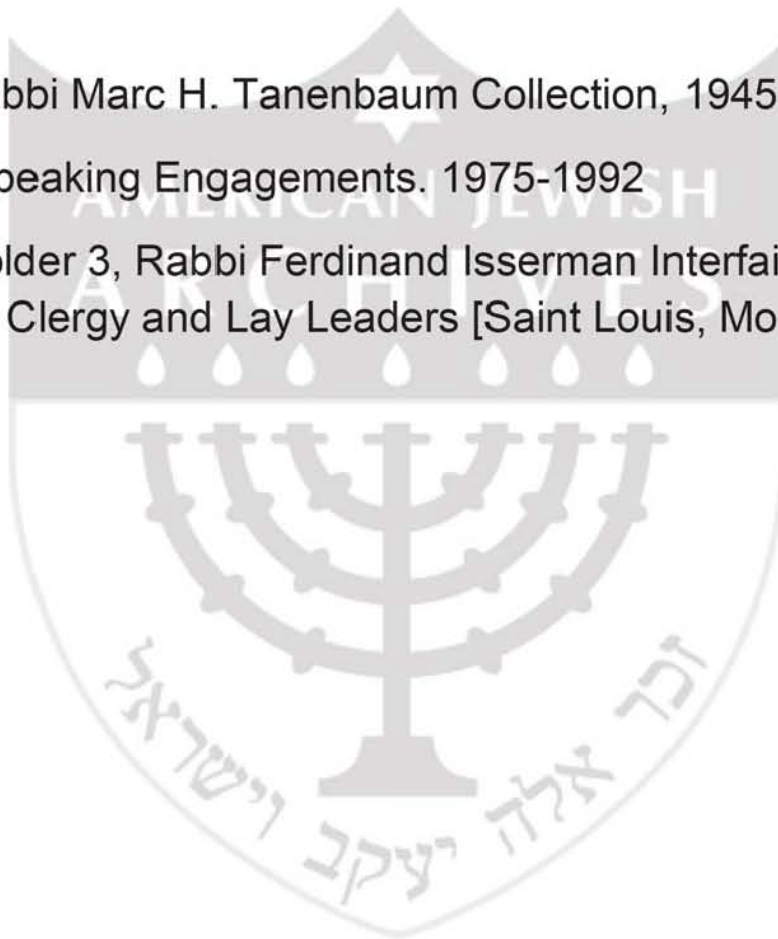 bbi Marc H. Tanenbaum Collection, 1945
peaking Engagements. 1975-1992
AMERICAN JEWISH
older 3, Rabbi Ferdinand Isserman Interfai
ARCHIVES
Clergy and Lay Leaders [Saint Louis, Mo
זכר אלה יעקב וישראל